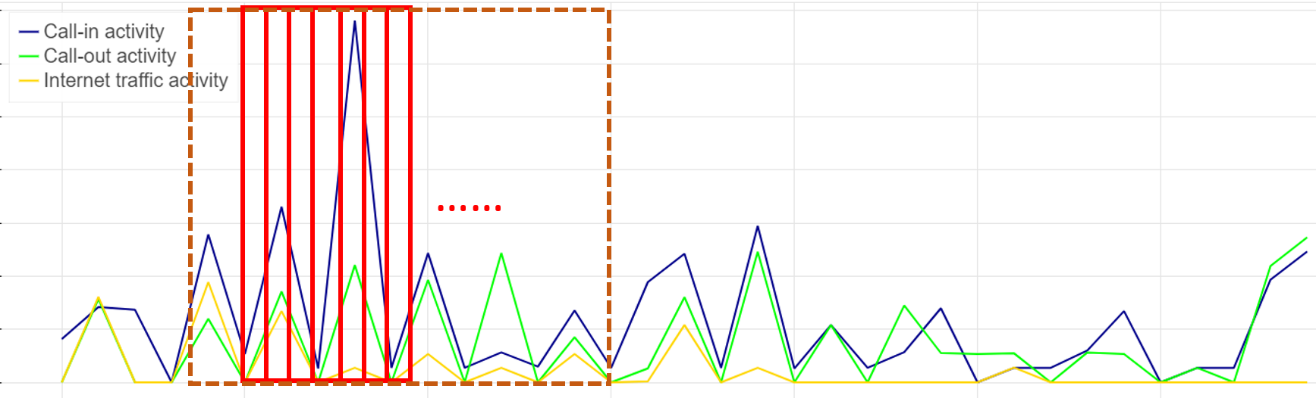 Call-in activity
Call-out activity
Internet traffic activity